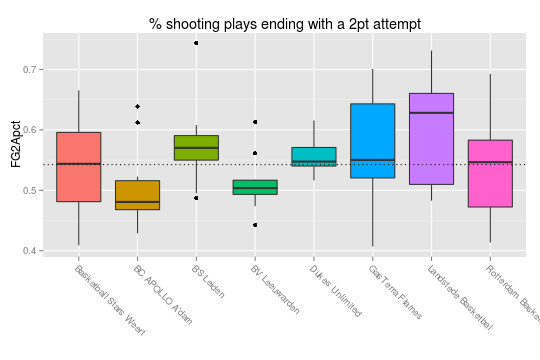 % shooting plays ending with a 2pt attempt
FG2Apct
0.7
0.6
0.5
0.4
Basketball Stars Weert
BC APOLLO A'dam
BS Leiden
BV Leeuwarden
Dukes Unlimited
GasTerra Flames
Landstede Basketbal
Rotterdam Baske